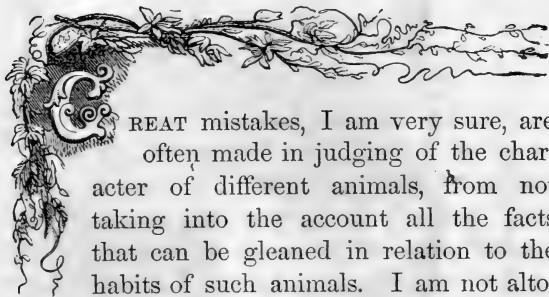 GREAT mistakes, I am very sure, are
often made in judging of the char
acter of different animals, from no
taking into the account all the facts
that can be gleaned in relation to the
habits of such animals. I am not alto